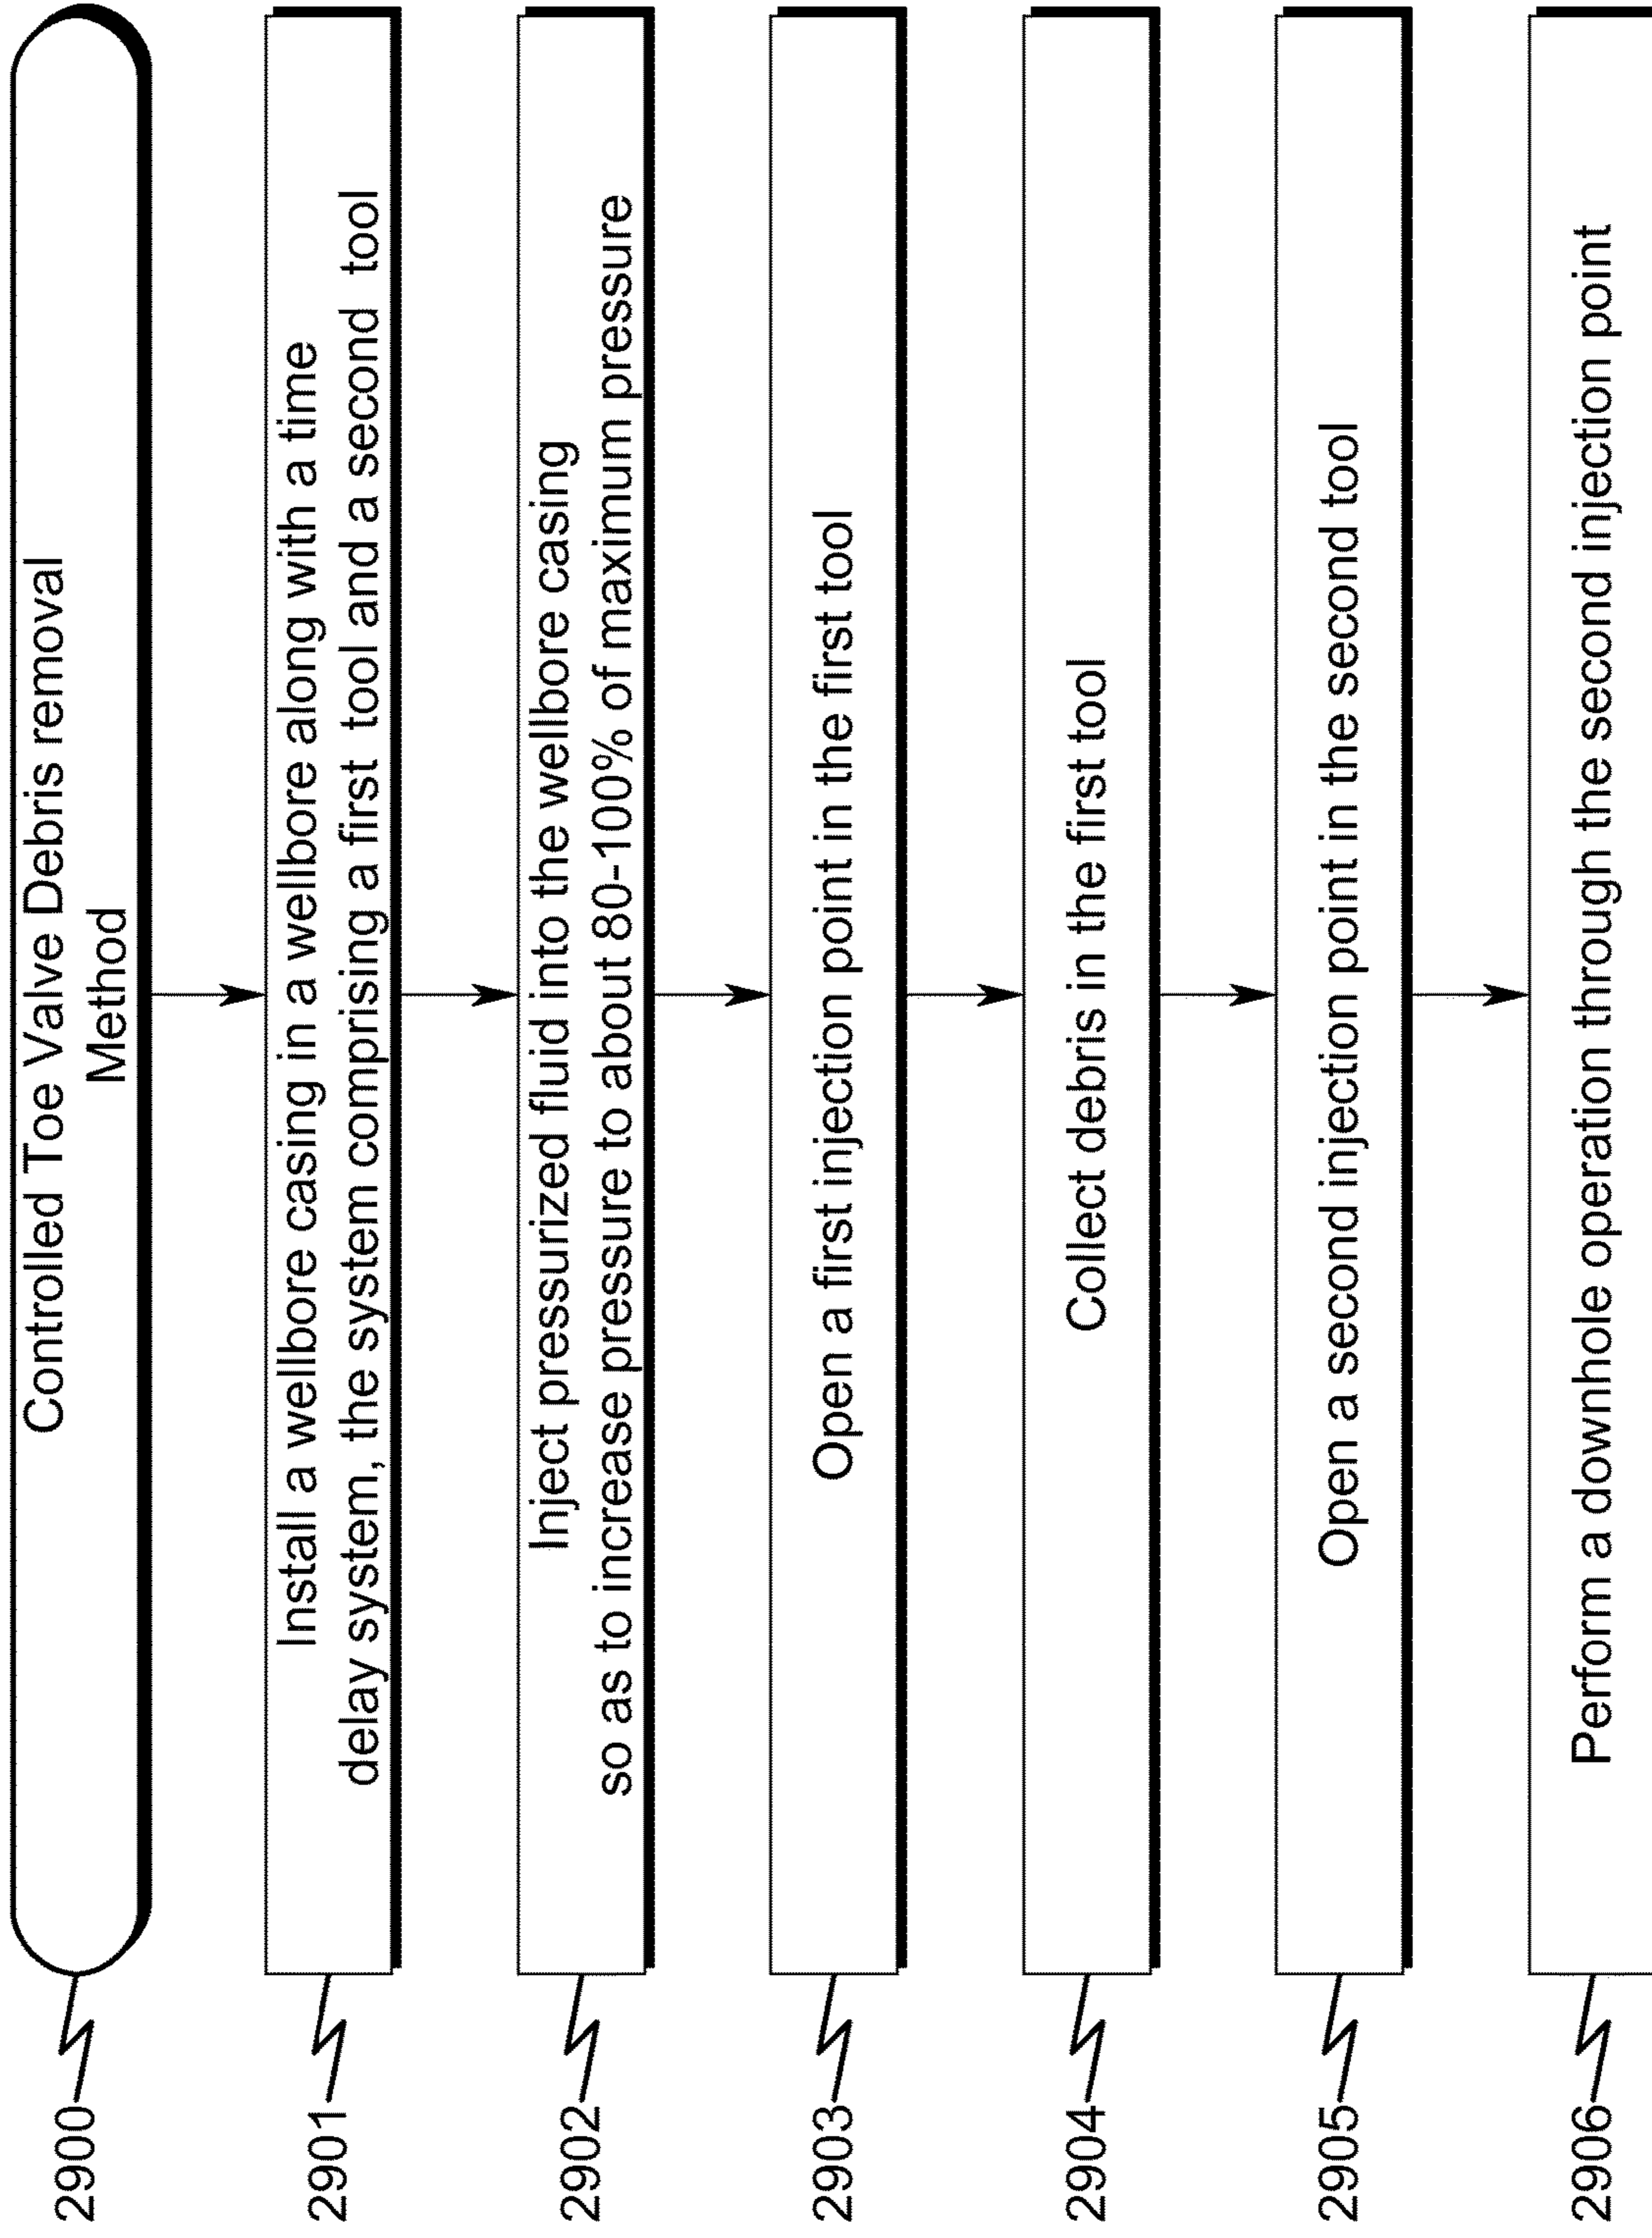 Controlled Toe Valve Debris removal
Method
2900
Install a wellbore casing in a wellbore along with a time
delay system, the system comprising a first tool and a second tool
2901
Inject pressurized fluid into the wellbore casing
so as to increase pressure to about 80-100% of maximum pressure
2902
Open a first injection point in the first tool
2903
Collect debris in the first tool
2904
Open a second injection point in the second tool
2905
Perform a downhole operation through the second injection point
2906